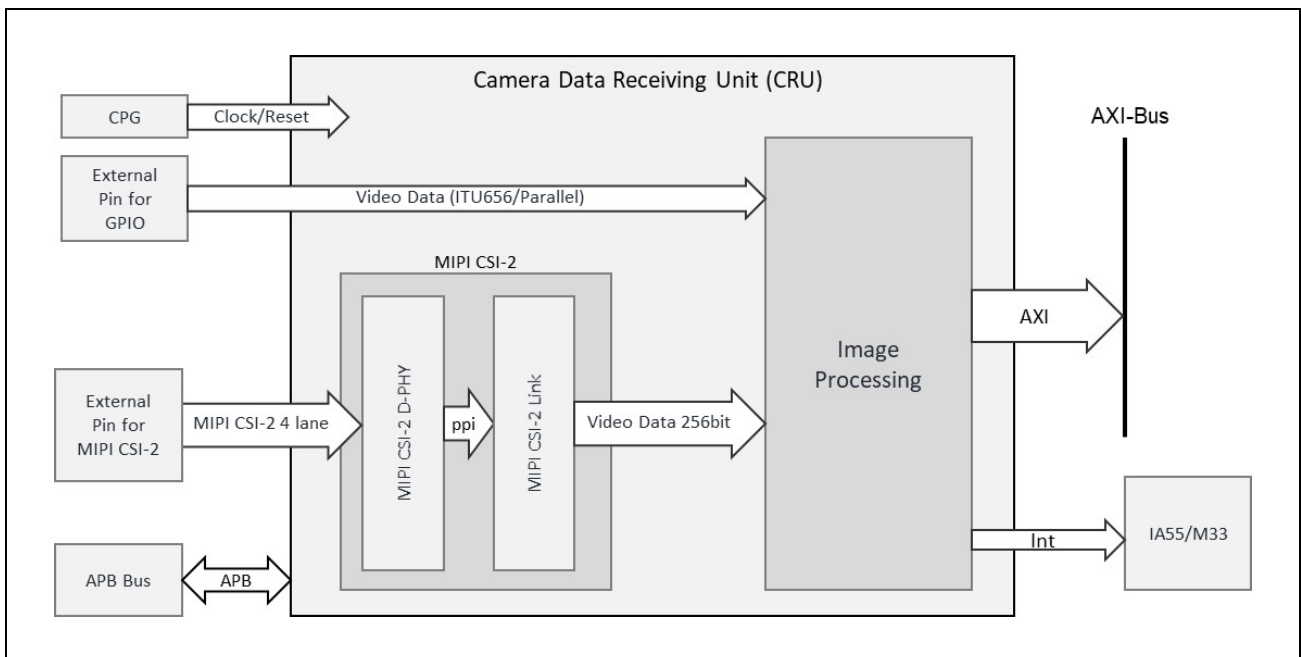 Camera Data Receiving Unit (CRU)
CPG
Clock/Reset
AXI-Bus
External
Pin for
GPIO
Video Data (ITU656/Parallel)
MIPI CSI-2
MIPI CSI-2 D-PHY
MIPI CSI-2 Link
Image
Processing
AXI
External
Pin for
MIPI CSI-2
MIPI CSI-2 4 lane
ppi
Video Data 256bit
Int
IA55/M33
APB Bus
APB